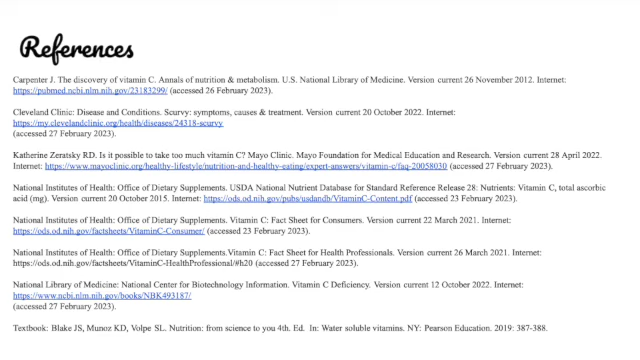 References
Carpenter J. The discovery of vitamin C. Annals of nutrition & metabolism. U.S. National Library of Medicine. Version current 26 November 2012. Internet:
https://pubmed.ncbi.nlm.nih.gov/23183299/ (accessed 26 February 2023).
Cleveland Clinic: Disease and Conditions. Scurvy: symptoms, causes & treatment. Version current 20 October 2022. Internet:
https://my.clevelandclinic.org/health/diseases/24318-scurvy
(accessed 27 February 2023).
Katherine Zeratsky RD. Is it possible to take too much vitamin C? Mayo Clinic. Mayo Foundation for Medical Education and Research. Version current 28 April 2022.
Internet: https://www.mayoclinic.org/healthy-lifestyle/nutrition-and-healthy-eating/expert-answers/vitamin-c/faq-20058030 (accessed 27 February 2023).
National Institutes of Health: Office of Dietary Supplements. USDA National Nutrient Database for Standard Reference Release 28: Nutrients: Vitamin C, total ascorbic
acid (mg). Version current 20 October 2015. Internet: https://ods.od.nih.gov/pubs/usdandb/VitaminC-Content.pdf (accessed 23 February 2023).
National Institutes of Health: Office of Dietary Supplements. Vitamin C: Fact Sheet for Consumers. Version current 22 March 2021. Internet:
https://ods.od.nih.gov/factsheets/VitaminC-Consumer/ (accessed 23 February 2023).
National Institutes of Health: Office of Dietary Supplements.Vitamin C: Fact Sheet for Health Professionals. Version current 26 March 2021. Internet:
https://ods.od.nih.gov/factsheets/VitaminC-HealthProfessional/#h20 (accessed 27 February 2023).
National Library of Medicine: National Center for Biotechnology Information. Vitamin C Deficiency. Version current 12 October 2022. Internet:
https://www.ncbi.nlm.nih.gov/books/NBK493187/
(accessed 27 February 2023).
Textbook: Blake JS, Munoz KD, Volpe SL. Nutrition: from science to you 4th. Ed. In: Water soluble vitamins. NY: Pearson Education. 2019: 387-388.